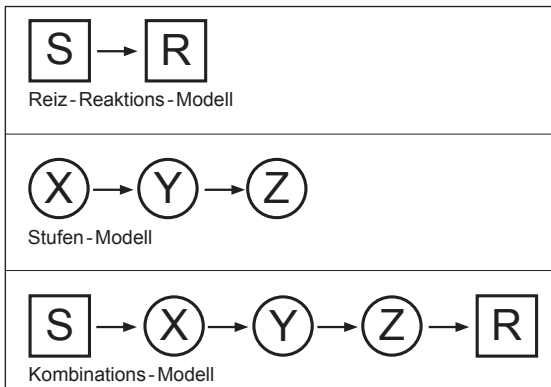 S R
Reiz-Reaktions-Modell
X Y Z
Stufen-Modell
S X Y Z R
Kombinations-Modell